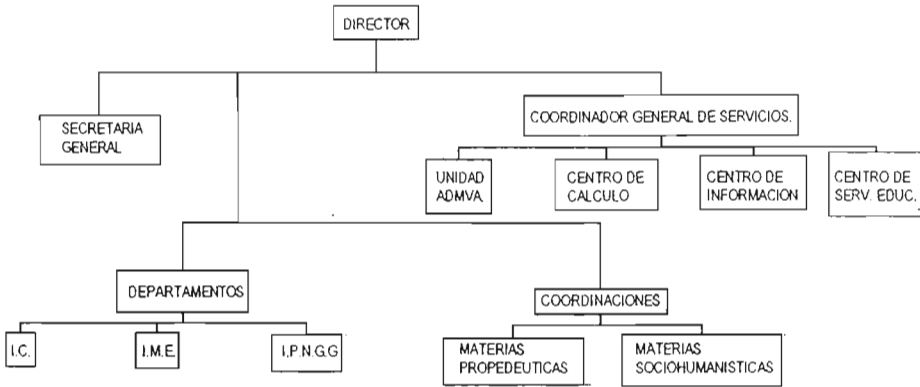 DIRECTOR
SECRETARIA
GENERAL
COORDINADOR GENERAL DE SERVICIOS.
UNIDAD
ADMVA.
CENTRO DE
CALCULO
CENTRO DE
INFORMACION
CENTRO DE
SERV. EDUC.
DEPARTAMENTOS
COORDINACIONES
I.C.
I.M.E.
I.P.N.G.G
MATERIAS
PROPEDEUTICAS
MATERIAS
SOCIOHUMANISTICAS